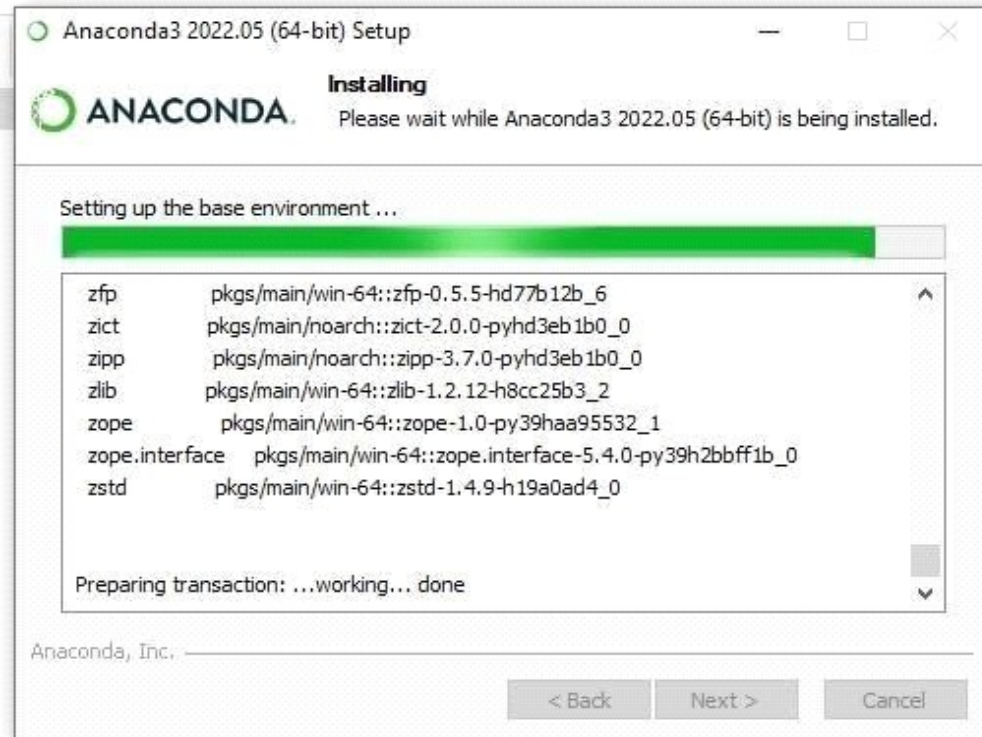 Anaconda3 2022.05 (64-bit) Setup
ANACONDA.
Installing
Please wait while Anaconda3 2022.05 (64-bit) is being installed.
Setting up the base environment ...
zfp pkgs/main/win-64::zfp-0.5.5-hd77b12b_6
zict pkgs/main/noarch::zict-2.0.0-pyhd3eb1b0_0
zipp pkgs/main/noarch::zipp-3.7.0-pyhd3eb1b0_0
zlib pkgs/main/win-64::zlib-1.2.12-h8cc25b3_2
zope pkgs/main/win-64::zope-1.0-py39haa95532_1
zope.interface pkgs/main/win-64::zope.interface-5.4.0-py39h2bbff1b_0
zstd pkgs/main/win-64::zstd-1.4.9-h19a0ad4_0
Preparing transaction: ...working... done
Anaconda, Inc.
< Back Next > Cancel